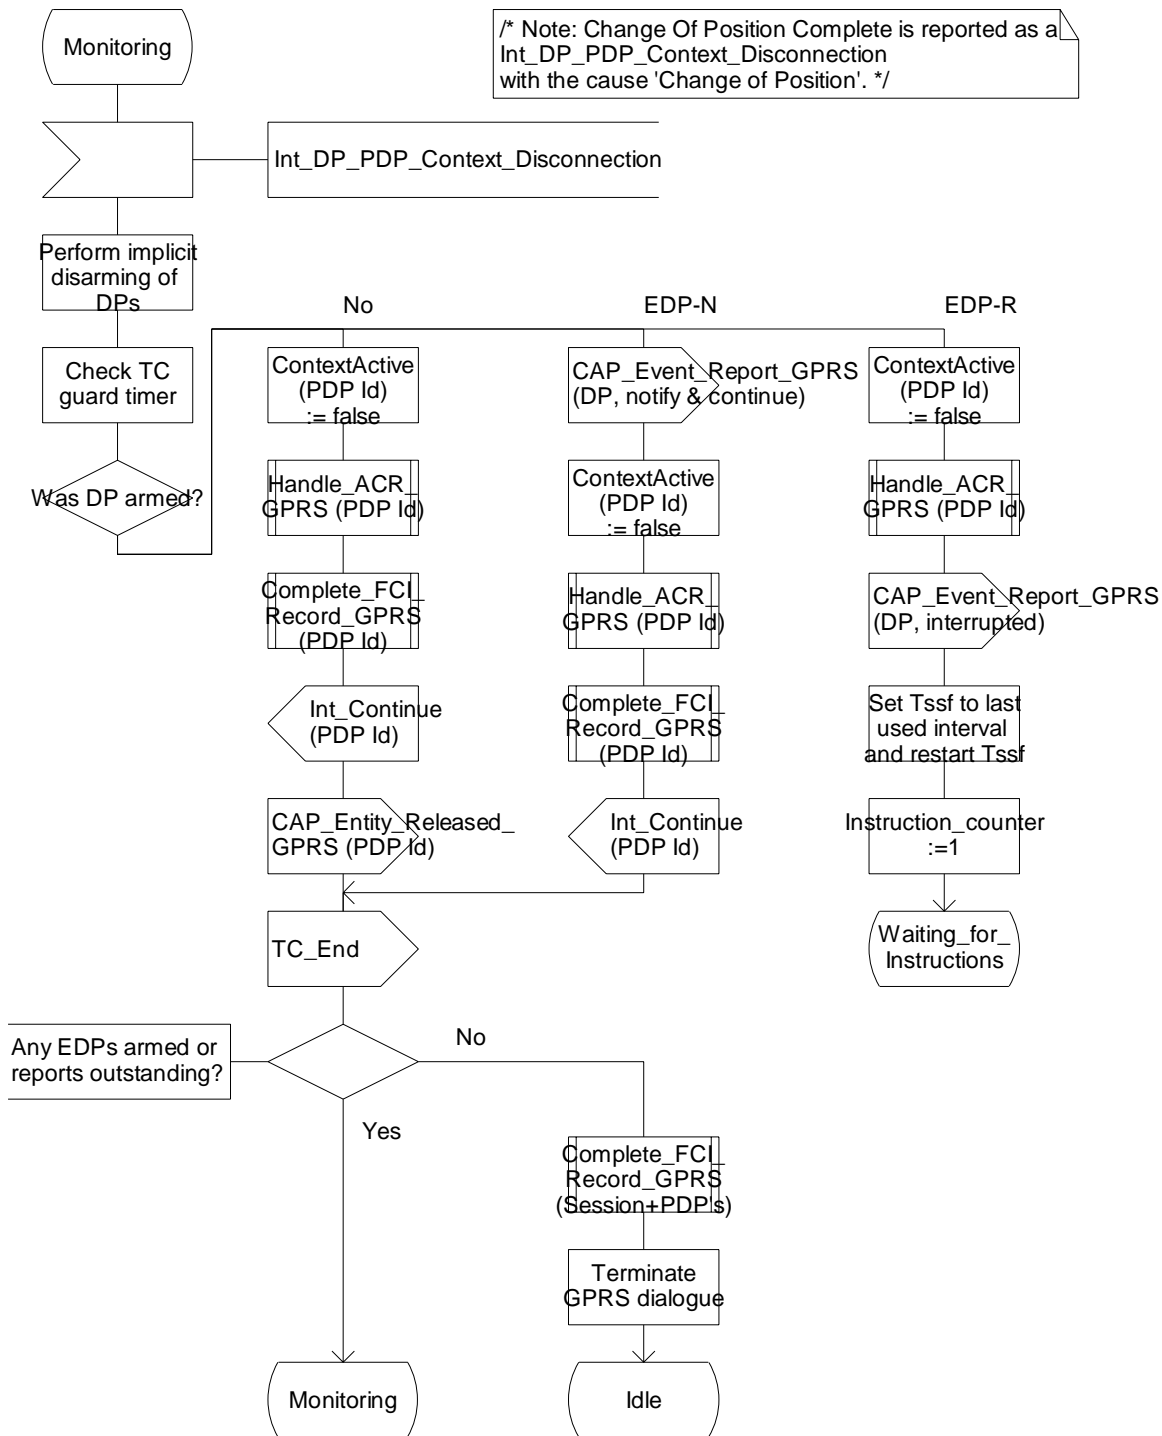 Monitoring
/* Note: Change Of Position Complete is reported as a
Int_DP_PDP_Context_Disconnection
with the cause 'Change of Position'. */
Int_DP_PDP_Context_Disconnection
Perform implicit
disarming of
DPs
Check TC
guard timer
Was DP armed?
No
EDP-N
EDP-R
ContextActive
(PDP Id)
:= false
Handle_ACR_
GPRS (PDP Id)
Complete_FCI_
Record_GPRS
(PDP Id)
Int_Continue
(PDP Id)
CAP_Entity_Released_
GPRS (PDP Id)
CAP_Event_Report_GPRS
(DP, notify & continue)
ContextActive
(PDP Id)
:= false
Handle_ACR_
GPRS (PDP Id)
Complete_FCI_
Record_GPRS
(PDP Id)
Int_Continue
(PDP Id)
ContextActive
(PDP Id)
:= false
Handle_ACR_
GPRS (PDP Id)
CAP_Event_Report_GPRS
(DP, interrupted)
Set Tssf to last
used interval
and restart Tssf
Instruction_counter
:=1
Waiting_for_
Instructions
TC_End
Any EDPs armed or
reports outstanding?
No
Yes
Complete_FCI_
Record_GPRS
(Session+PDP's)
Terminate
GPRS dialogue
Monitoring
Idle